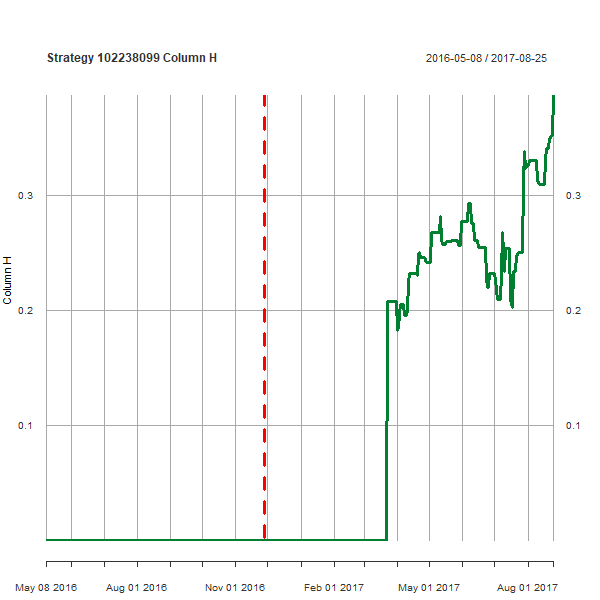 Strategy 102238099 Column H
2016-05-08 / 2017-08-25
0.3
0.3
Column H
0.2
0.2
0.1
0.1
May 08 2016
Aug 01 2016
Nov 01 2016
Feb 01 2017
May 01 2017
Aug 01 2017